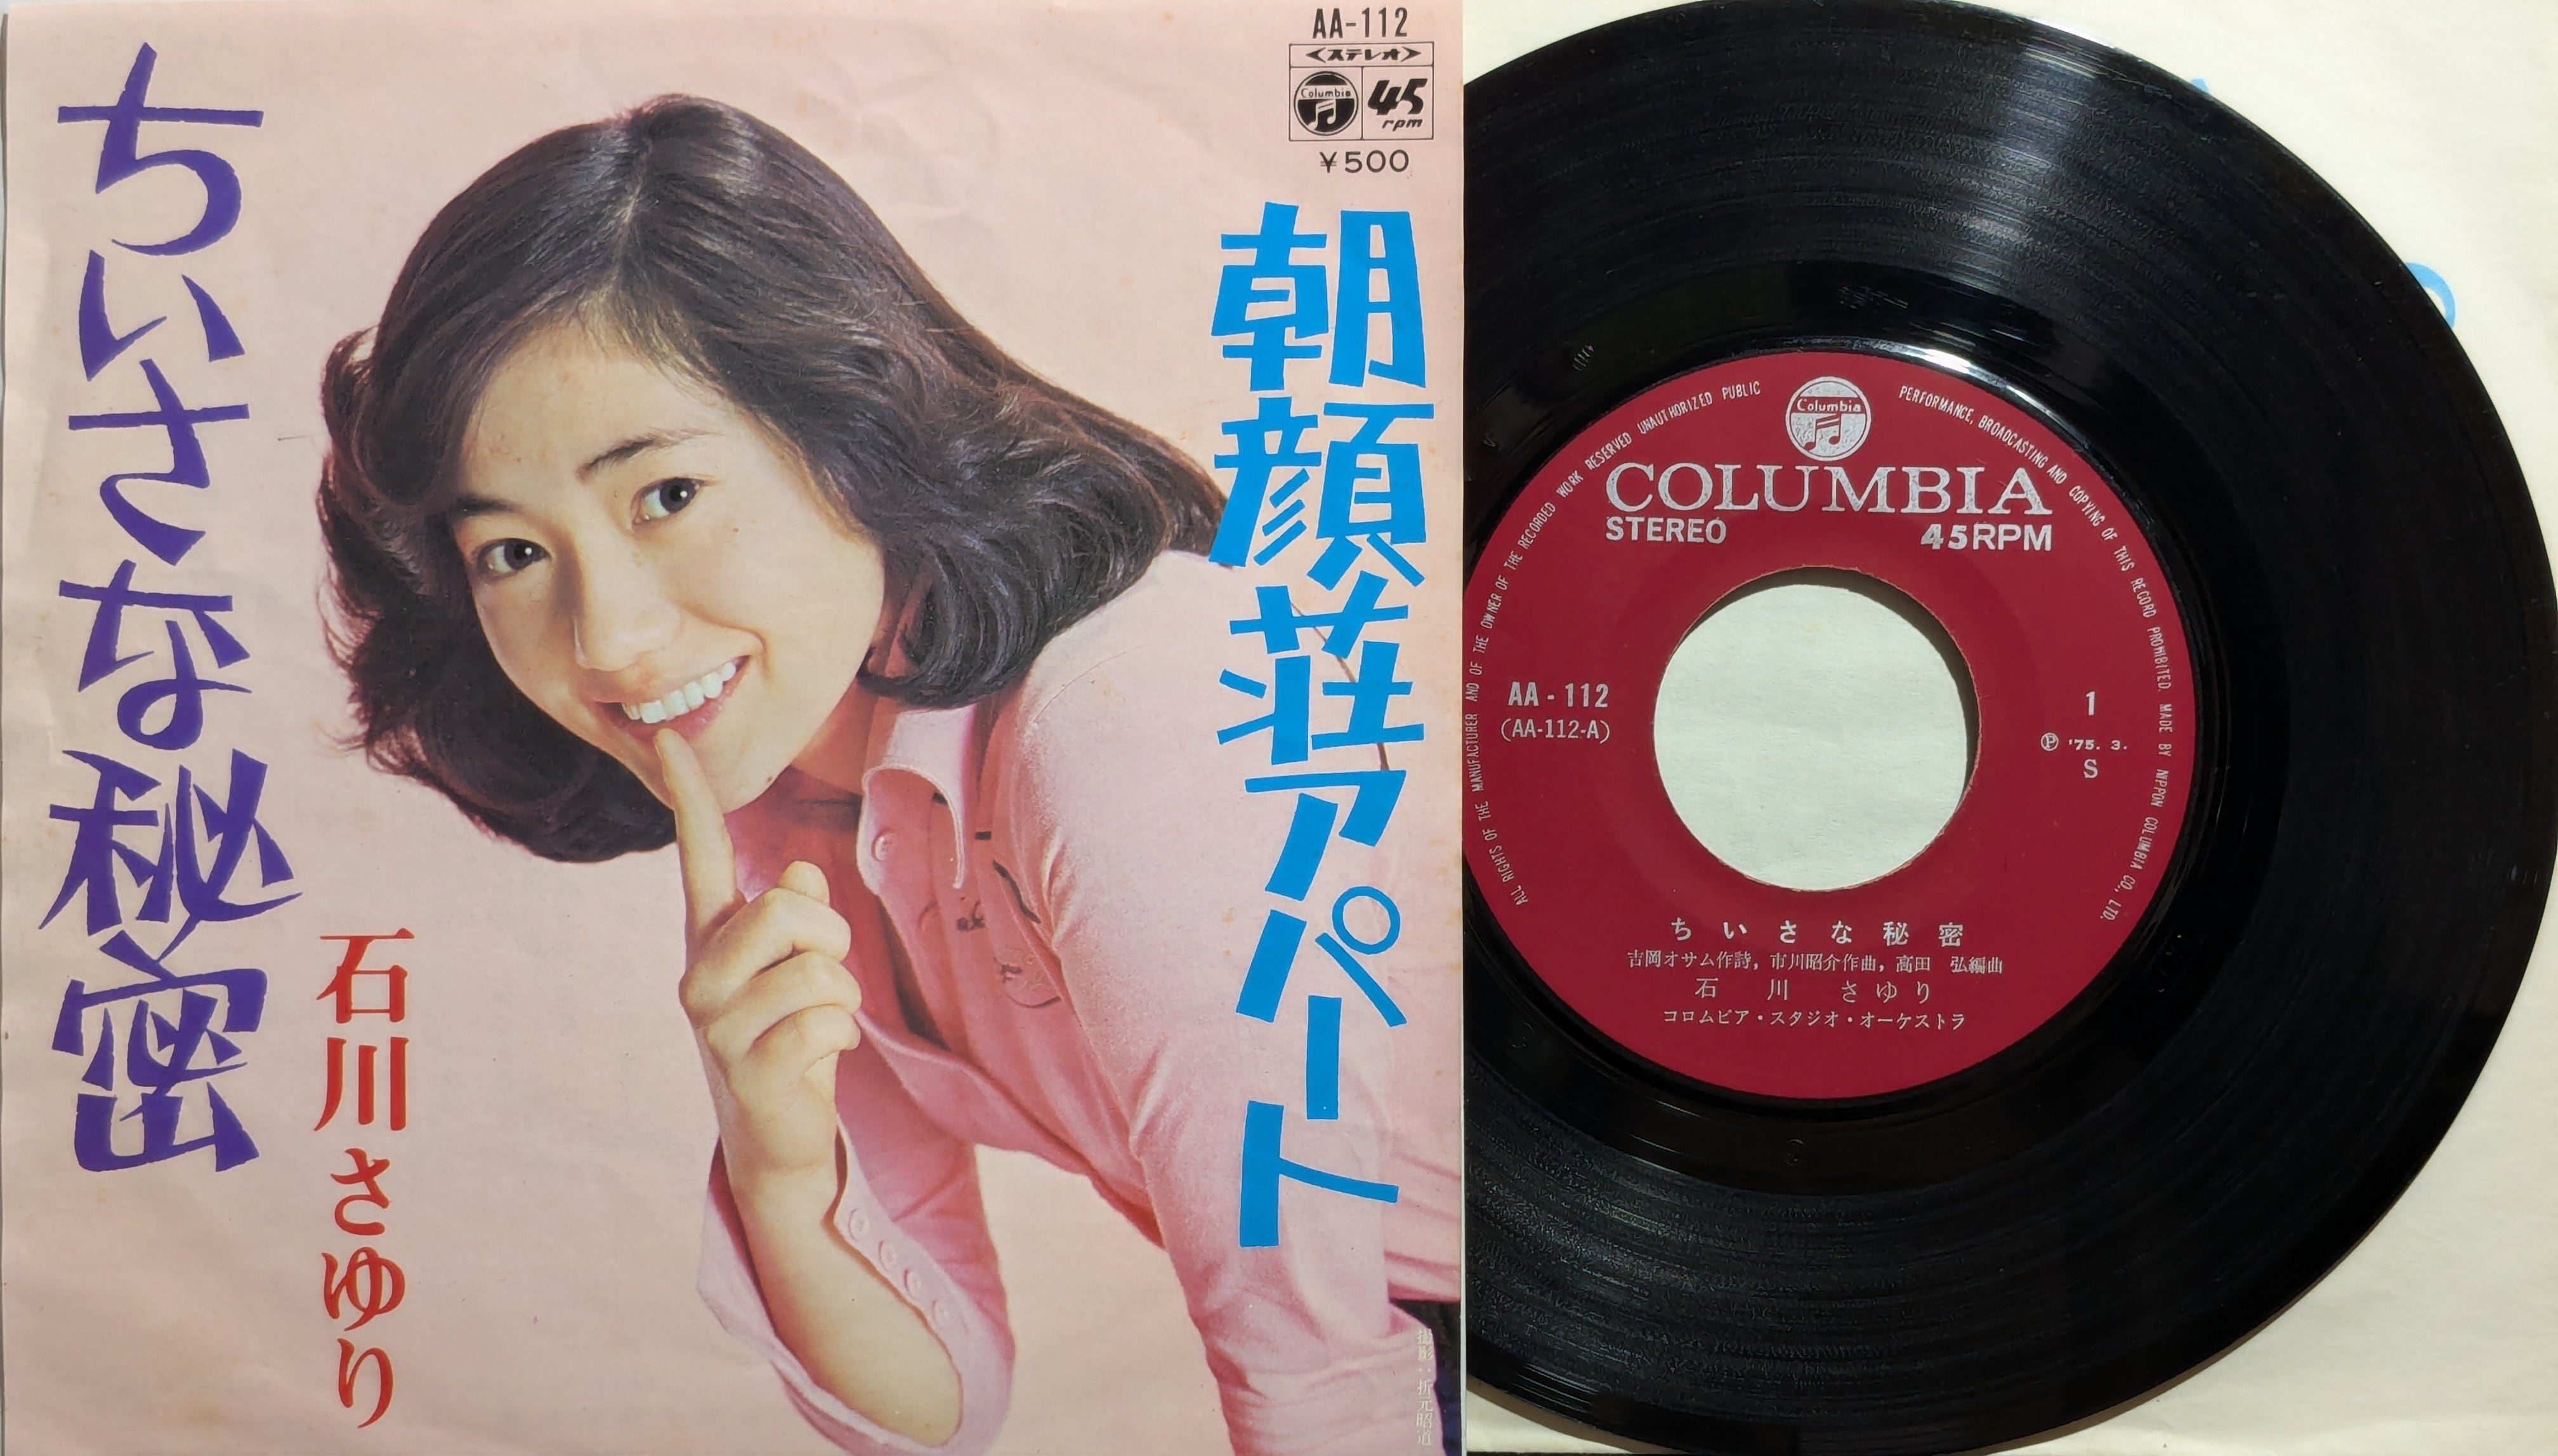 AA-112
<ステレオ>
Columbia
45
rpm
¥500
朝顔荘アパート
ちいさな秘密
石川さゆり
撮影:折元昭道
Columbia
COLUMBIA
STEREO
45RPM
AA - 112
(AA-112-A)
1
Ⓟ '75. 3.
S
ちいさな秘密
吉岡オサム作詩, 市川昭介作曲, 高田 弘編曲
石川 さゆり
コロムビア・スタジオ・オーケストラ
ALL RIGHTS OF THE MANUFACTURER AND OF THE OWNER OF THE RECORDED WORK RESERVED UNAUTHORIZED PUBLIC PERFORMANCE, BROADCASTING AND COPYING OF THIS RECORD PROHIBITED. MADE BY NIPPON COLUMBIA CO., LTD.